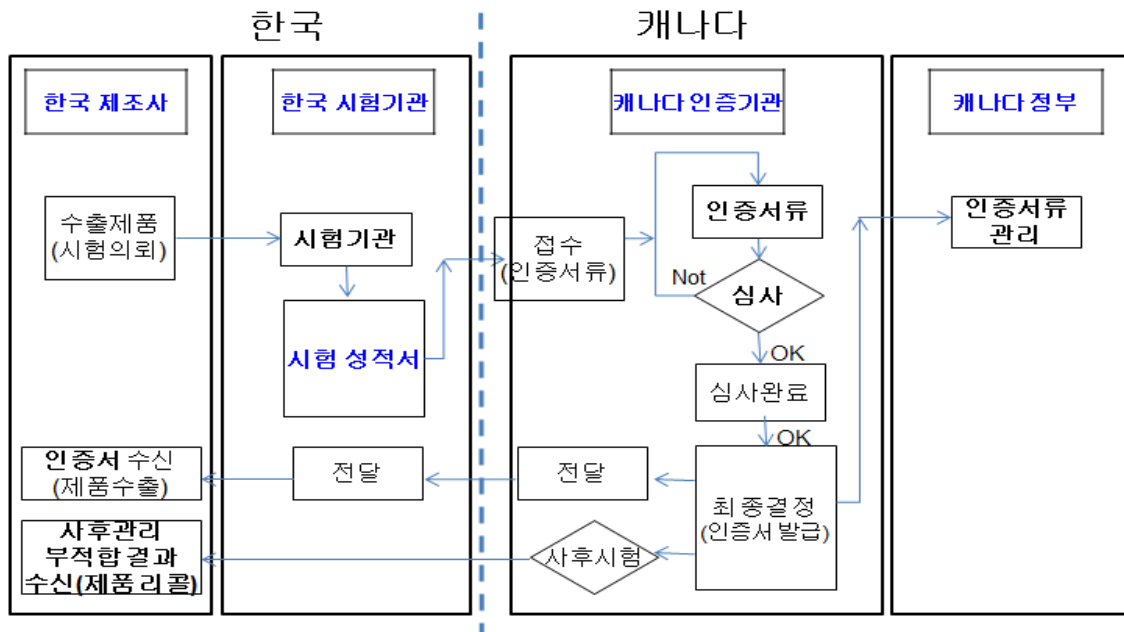 한국
캐나다
한국 제조사
한국 시험기관
캐나다 인증기관
캐나다 정부
수출제품
(시험의뢰)
시험기관
시험 성적서
접수
(인증서류)
인증서류
Not
심사
OK
심사완료
OK
인증서류
관리
인증서 수신
(제품수출)
전달
전달
최종결정
(인증서 발급)
사후관리
부적합 결과
수신(제품 리콜)
사후시험